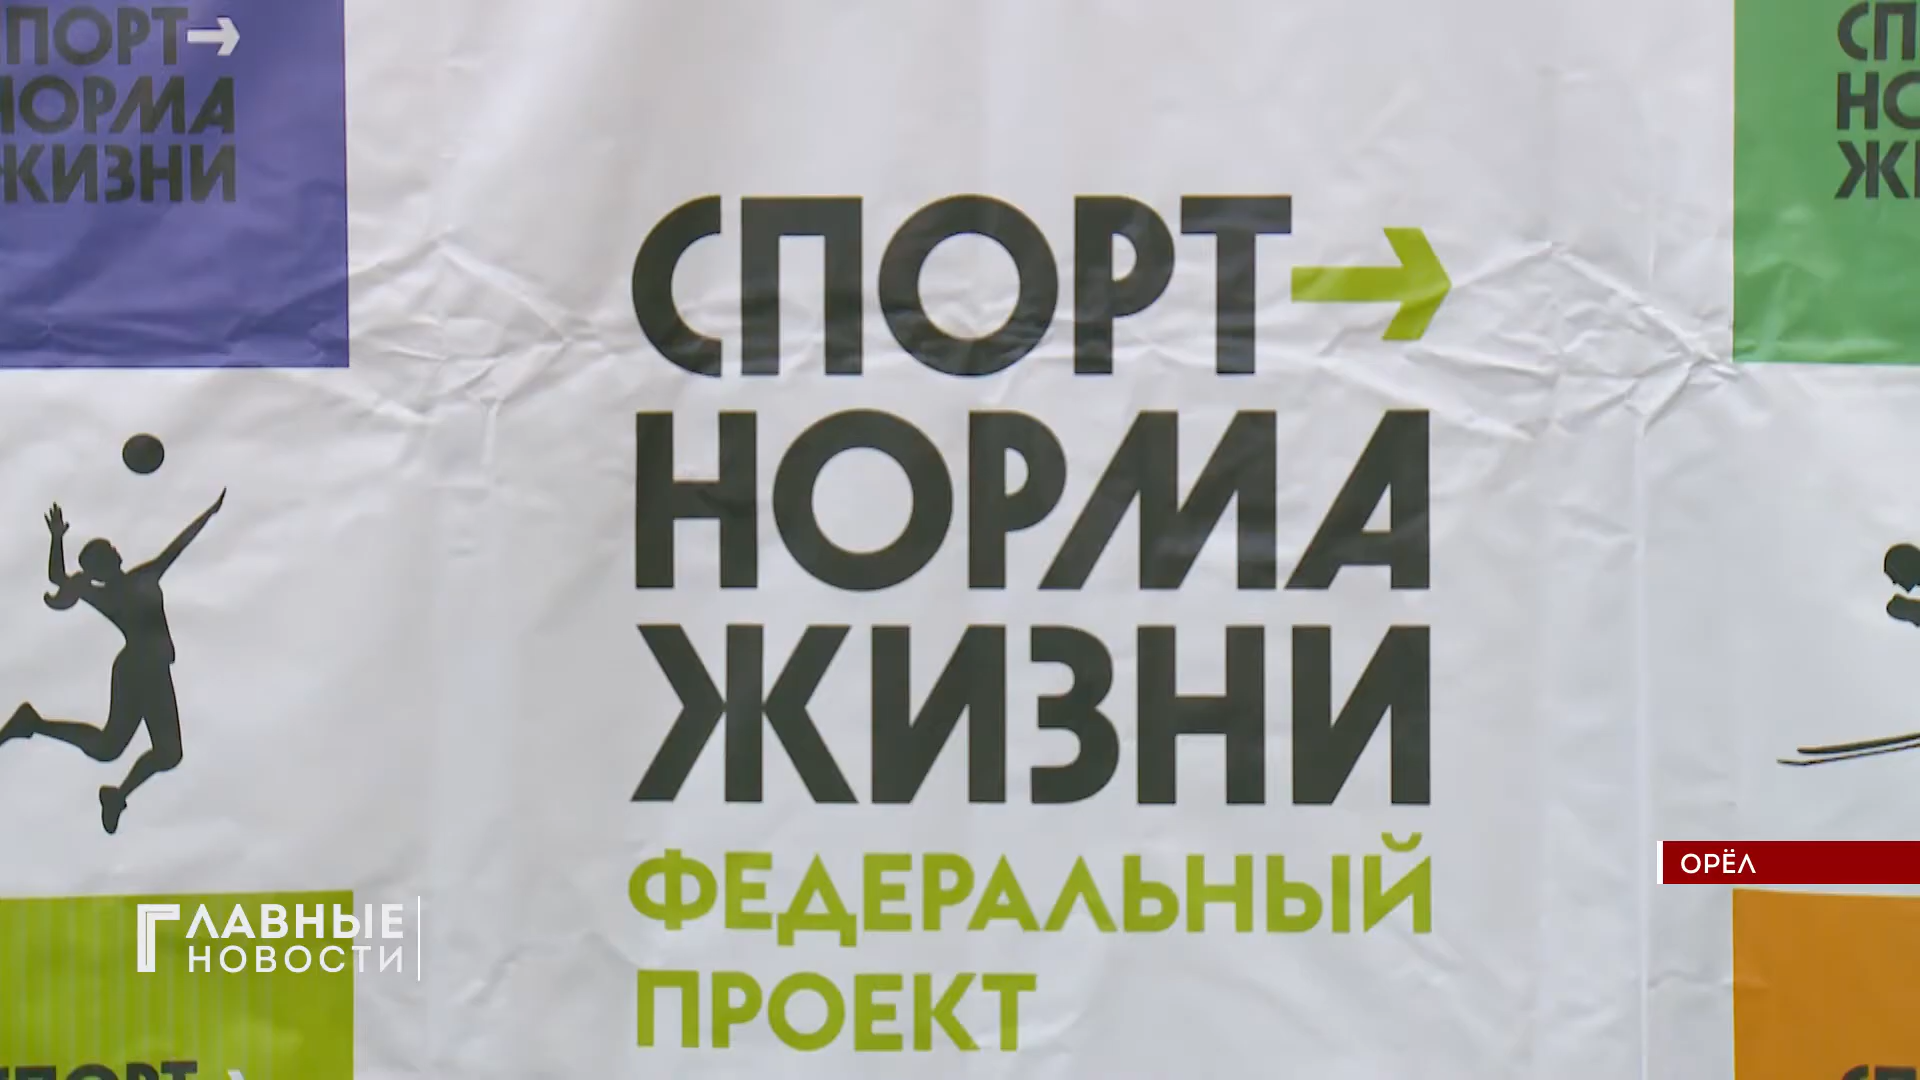 СПОРТ
НОРМА
ЖИЗНИ
СПОРТ
НОРМА
ЖИЗНИ
ФЕДЕРАЛЬНЫЙ
ПРОЕКТ
ОРЁЛ
ГЛАВНЫЕ
НОВОСТИ